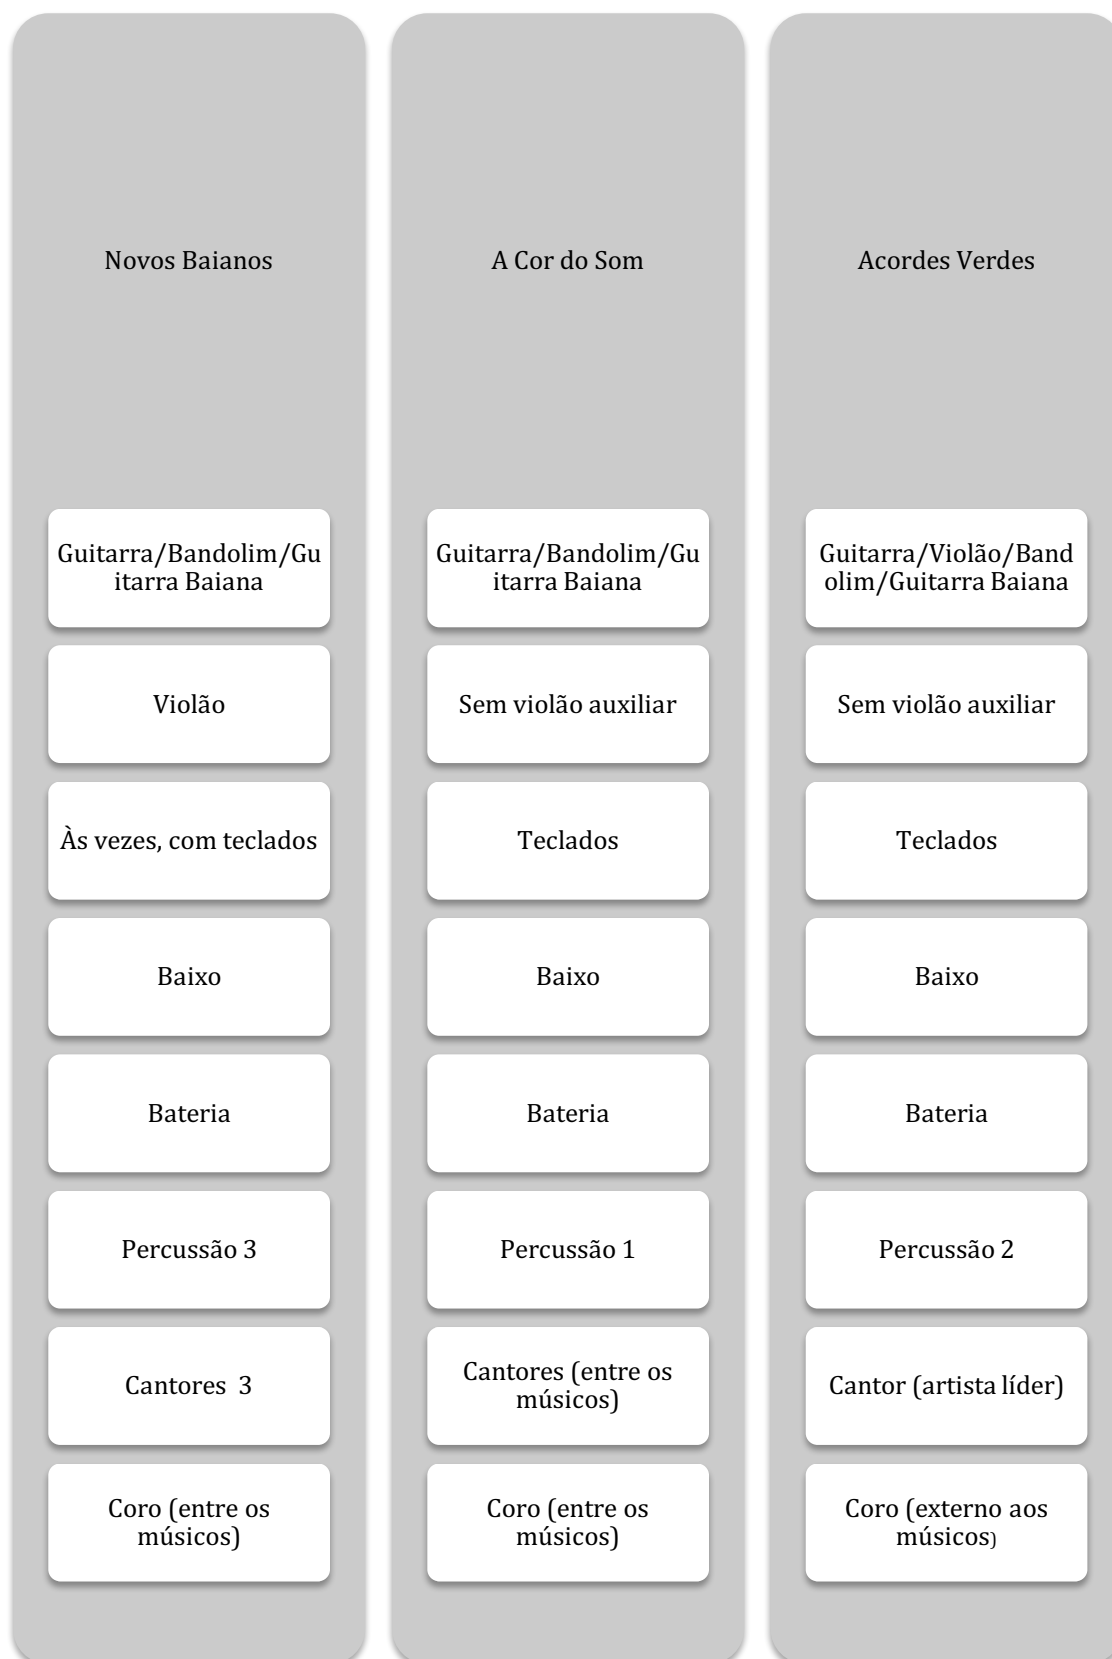 Novos Baianos
Guitarra/Bandolim/Gu
itarra Baiana
Violão
Às vezes, com teclados
Baixo
Bateria
Percussão 3
Cantores  3
Coro (entre os
músicos)
A Cor do Som
Guitarra/Bandolim/Gu
itarra Baiana
Sem violão auxiliar
Teclados
Baixo
Bateria
Percussão 1
Cantores (entre os
músicos)
Coro (entre os
músicos)
Acordes Verdes
Guitarra/Violão/Band
olim/Guitarra Baiana
Sem violão auxiliar
Teclados
Baixo
Bateria
Percussão 2
Cantor (artista líder)
Coro (externo aos
músicos)